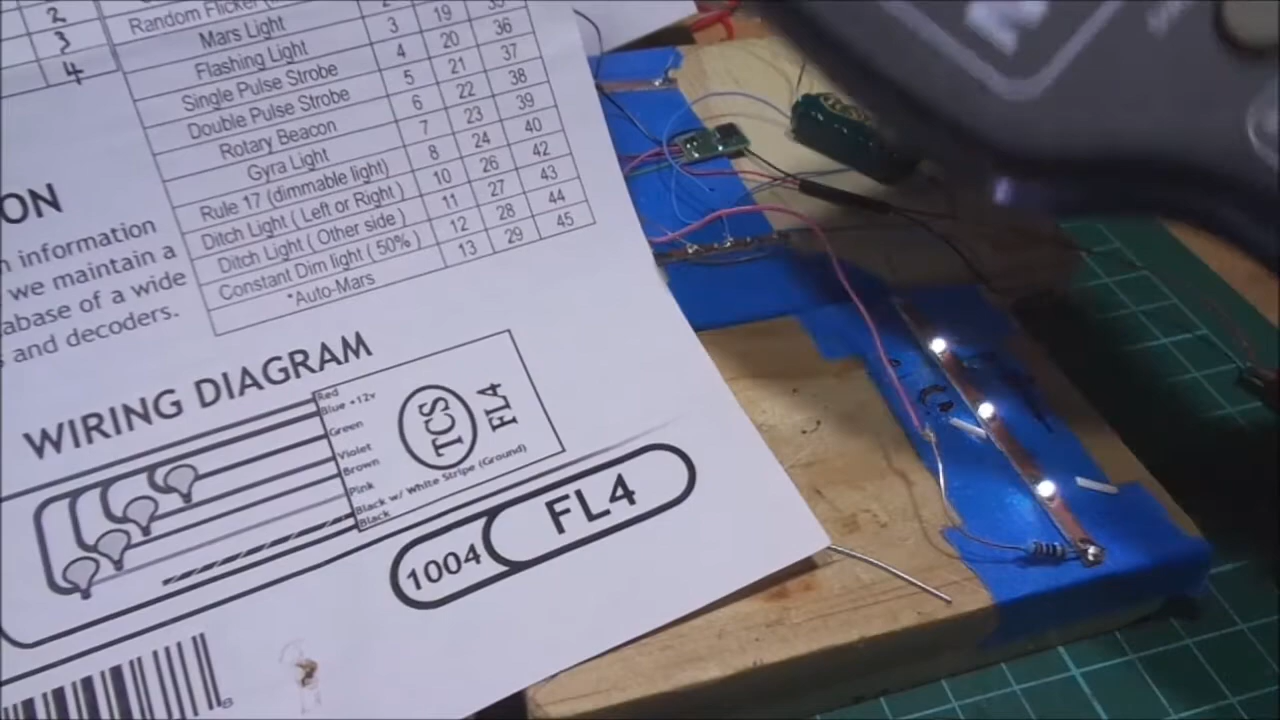 2
3
4
Random Flicker
Mars Light 3 19 35
Flashing Light 4 20 36
Single Pulse Strobe 5 21 37
Double Pulse Strobe 6 22 38
Rotary Beacon 7 23 39
Gyra Light 8 24 40
Rule 17 (dimmable light) 10 26 42
Ditch Light ( Left or Right ) 11 27 43
Ditch Light ( Other side ) 12 28 44
Constant Dim light ( 50% ) 13 29 45
*Auto-Mars
ON
information
we maintain a
abase of a wide
and decoders.
WIRING DIAGRAM
Red
Blue +12v
Green
Violet
Brown
Pink
Black w/ White Stripe (Ground)
Black
TCS
FL4
1004 FL4
8